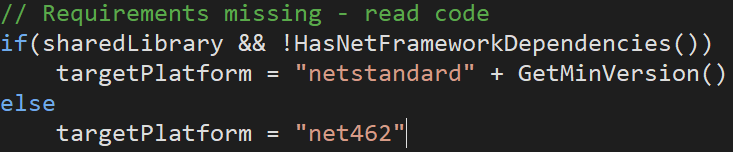 // Requirements missing - read code
if(sharedLibrary && !HasNetFrameworkDependencies())
    targetPlatform = "netstandard" + GetMinVersion()
else
    targetPlatform = "net462"